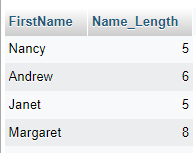 FirstName Name_Length
Nancy 5
Andrew 6
Janet 5
Margaret 8